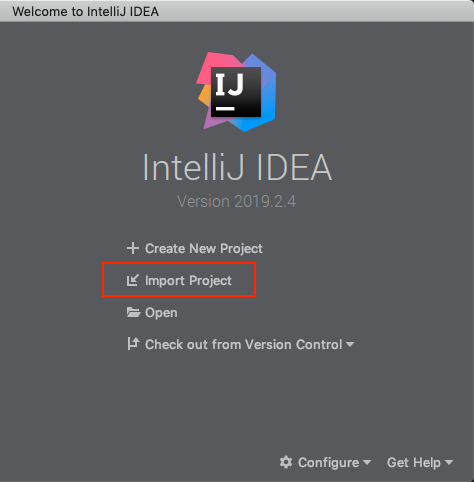 Welcome to IntelliJ IDEA
IJ
IntelliJ IDEA
Version 2019.2.4
Create New Project
Import Project
Open
Check out from Version Control
Configure
Get Help